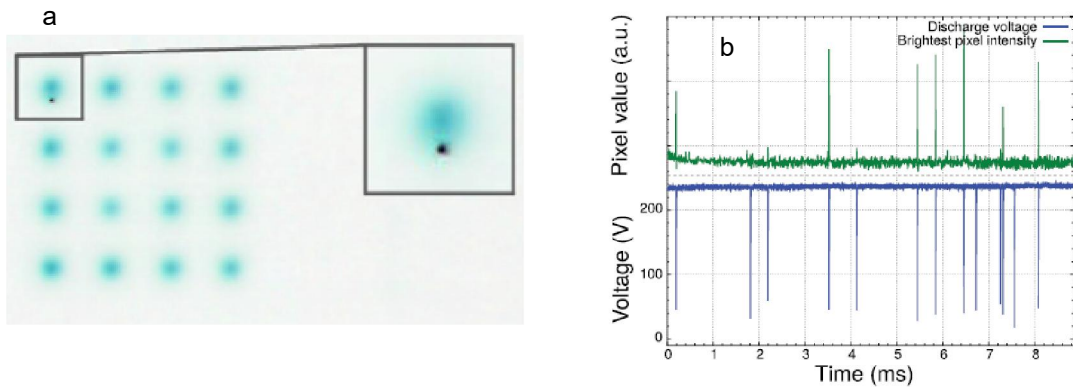 a
b
Discharge voltage
Brightest pixel intensity
Pixel value (a.u.)
Voltage (V)
200
100
0
0 1 2 3 4 5 6 7 8
Time (ms)